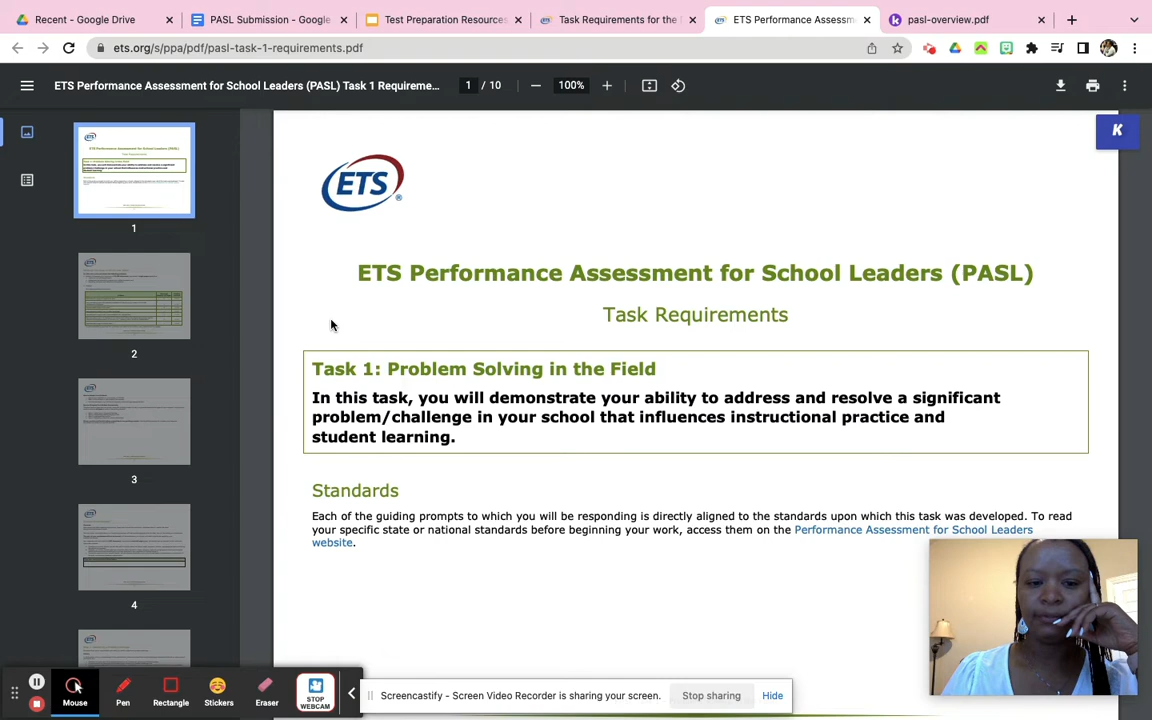 Recent - Google Drive
PASL Submission - Google
Test Preparation Resources
Task Requirements for the
ETS Performance Assessm
pasl-overview.pdf
ets.org/s/ppa/pdf/pasl-task-1-requirements.pdf
ETS Performance Assessment for School Leaders (PASL) Task 1 Requireme...
1 / 10
100%
K
1
2
3
4
ETS
®
ETS Performance Assessment for School Leaders (PASL)
Task Requirements
Task 1: Problem Solving in the Field
In this task, you will demonstrate your ability to address and resolve a significant
problem/challenge in your school that influences instructional practice and
student learning.
Standards
Each of the guiding prompts to which you will be responding is directly aligned to the standards upon which this task was developed. To read
your specific state or national standards before beginning your work, access them on the Performance Assessment for School Leaders
website.
Mouse
Pen
Rectangle
Stickers
Eraser
STOP
WEBCAM
Screencastify - Screen Video Recorder is sharing your screen.
Stop sharing
Hide